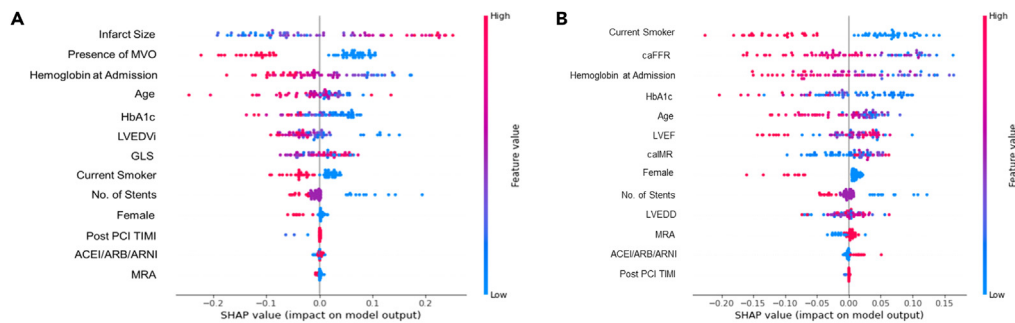 A
High
Infarct Size
Presence of MVO
Hemoglobin at Admission
Age
HbA1c
LVEDVi
GLS
Current Smoker
No. of Stents
Female
Post PCI TIMI
ACEI/ARB/ARNI
MRA
Feature value
Low
−0.2 −0.1 0.0 0.1 0.2
SHAP value (impact on model output)
B
High
Current Smoker
caFFR
Hemoglobin at Admission
HbA1c
Age
LVEF
caIMR
Female
No. of Stents
LVEDD
MRA
ACEI/ARB/ARNI
Post PCI TIMI
Feature value
Low
−0.20 −0.15 −0.10 −0.05 0.00 0.05 0.10 0.15
SHAP value (impact on model output)